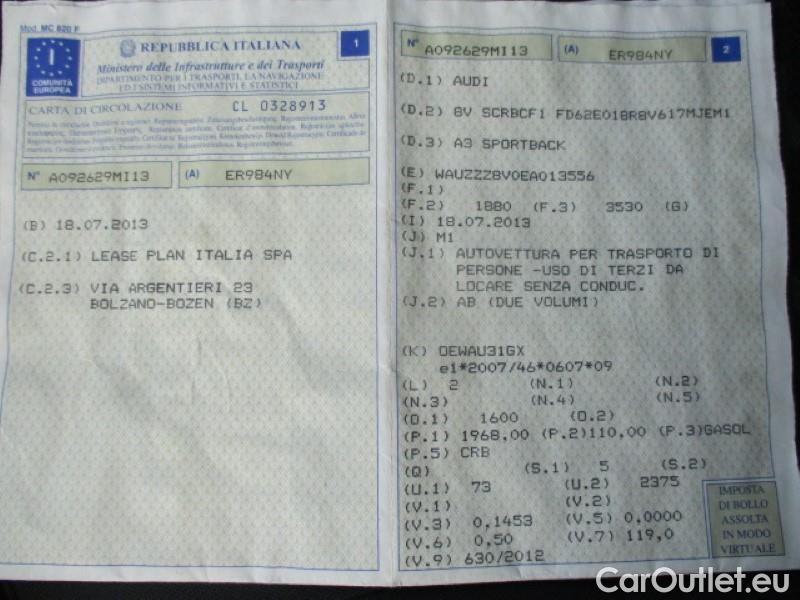 Mod. MC 820 F
I
COMUNITÀ
EUROPEA
REPUBBLICA ITALIANA
1
Ministero delle Infrastrutture e dei Trasporti
DIPARTIMENTO PER I TRASPORTI, LA NAVIGAZIONE
ED I SISTEMI INFORMATIVI E STATISTICI
CARTA DI CIRCOLAZIONE CL 0328913
N° A092629MI13 (A) ER984NY
(B) 18.07.2013
(C.2.1) LEASE PLAN ITALIA SPA
(C.2.3) VIA ARGENTIERI 23
BOLZANO-BOZEN (BZ)
N° A092629MI13 (A) ER984NY 2
(D.1) AUDI
(D.2) 8V SCRBCF1 FD62E018R8V617MJEM1
(D.3) A3 SPORTBACK
(E) WAUZZZ8V0EA013556
(F.1)
(F.2) 1880 (F.3) 3530 (G)
(I) 18.07.2013
(J) M1
(J.1) AUTOVETTURA PER TRASPORTO DI
PERSONE -USO DI TERZI DA
LOCARE SENZA CONDUC.
(J.2) AB (DUE VOLUMI)
(K) OEWAU31GX
e1*2007/46*0607*09
(L) 2 (N.1) (N.2)
(N.3) (N.4) (N.5)
(O.1) 1600 (O.2)
(P.1) 1968,00 (P.2)110,00 (P.3)GASOL
(P.5) CRB
(Q) (S.1) 5 (S.2)
(U.1) 73 (U.2) 2375
(V.1) (V.2)
(V.3) 0,1453 (V.5) 0,0000
(V.6) 0,50 (V.7) 119,0
(V.9) 630/2012
IMPOSTA
DI BOLLO
ASSOLTA
IN MODO
VIRTUALE
CarOutlet.eu